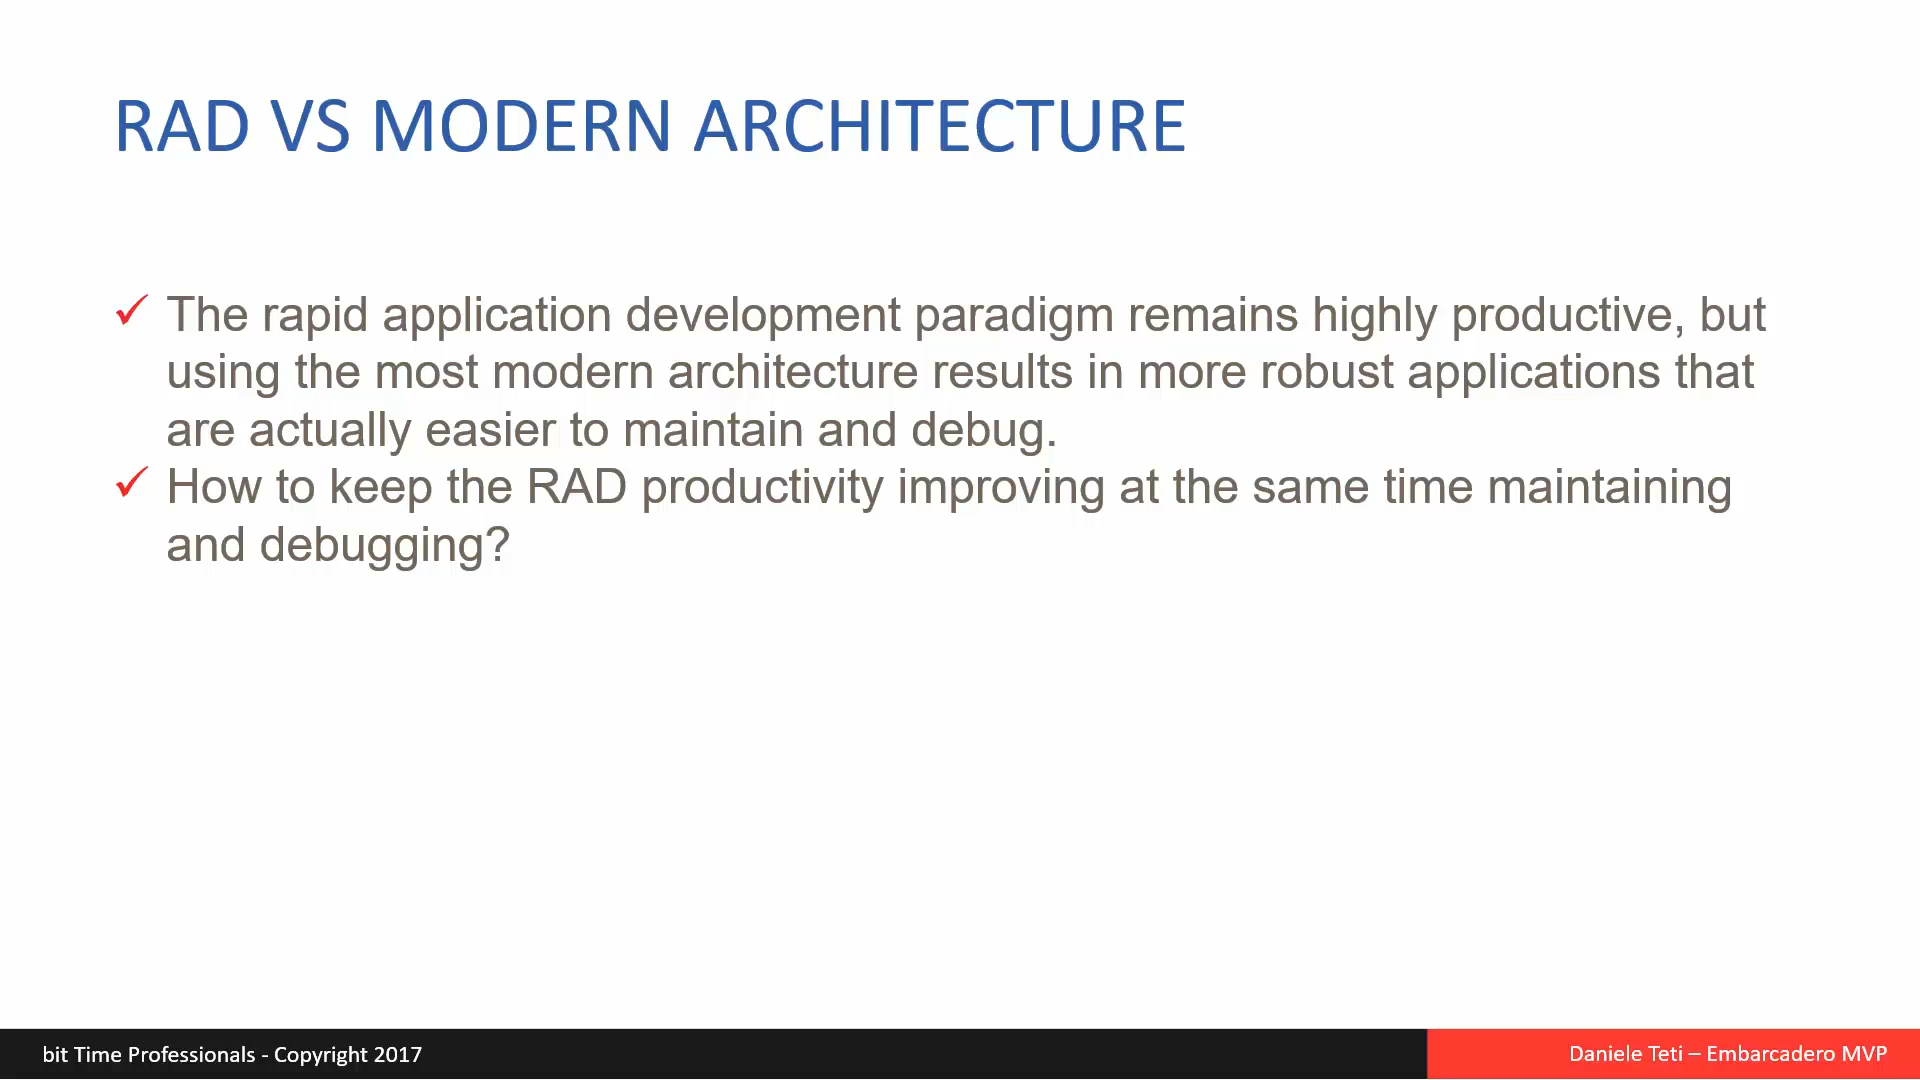 RAD VS MODERN ARCHITECTURE
The rapid application development paradigm remains highly productive, but
using the most modern architecture results in more robust applications that
are actually easier to maintain and debug.
How to keep the RAD productivity improving at the same time maintaining
and debugging?
bit Time Professionals - Copyright 2017
Daniele Teti – Embarcadero MVP